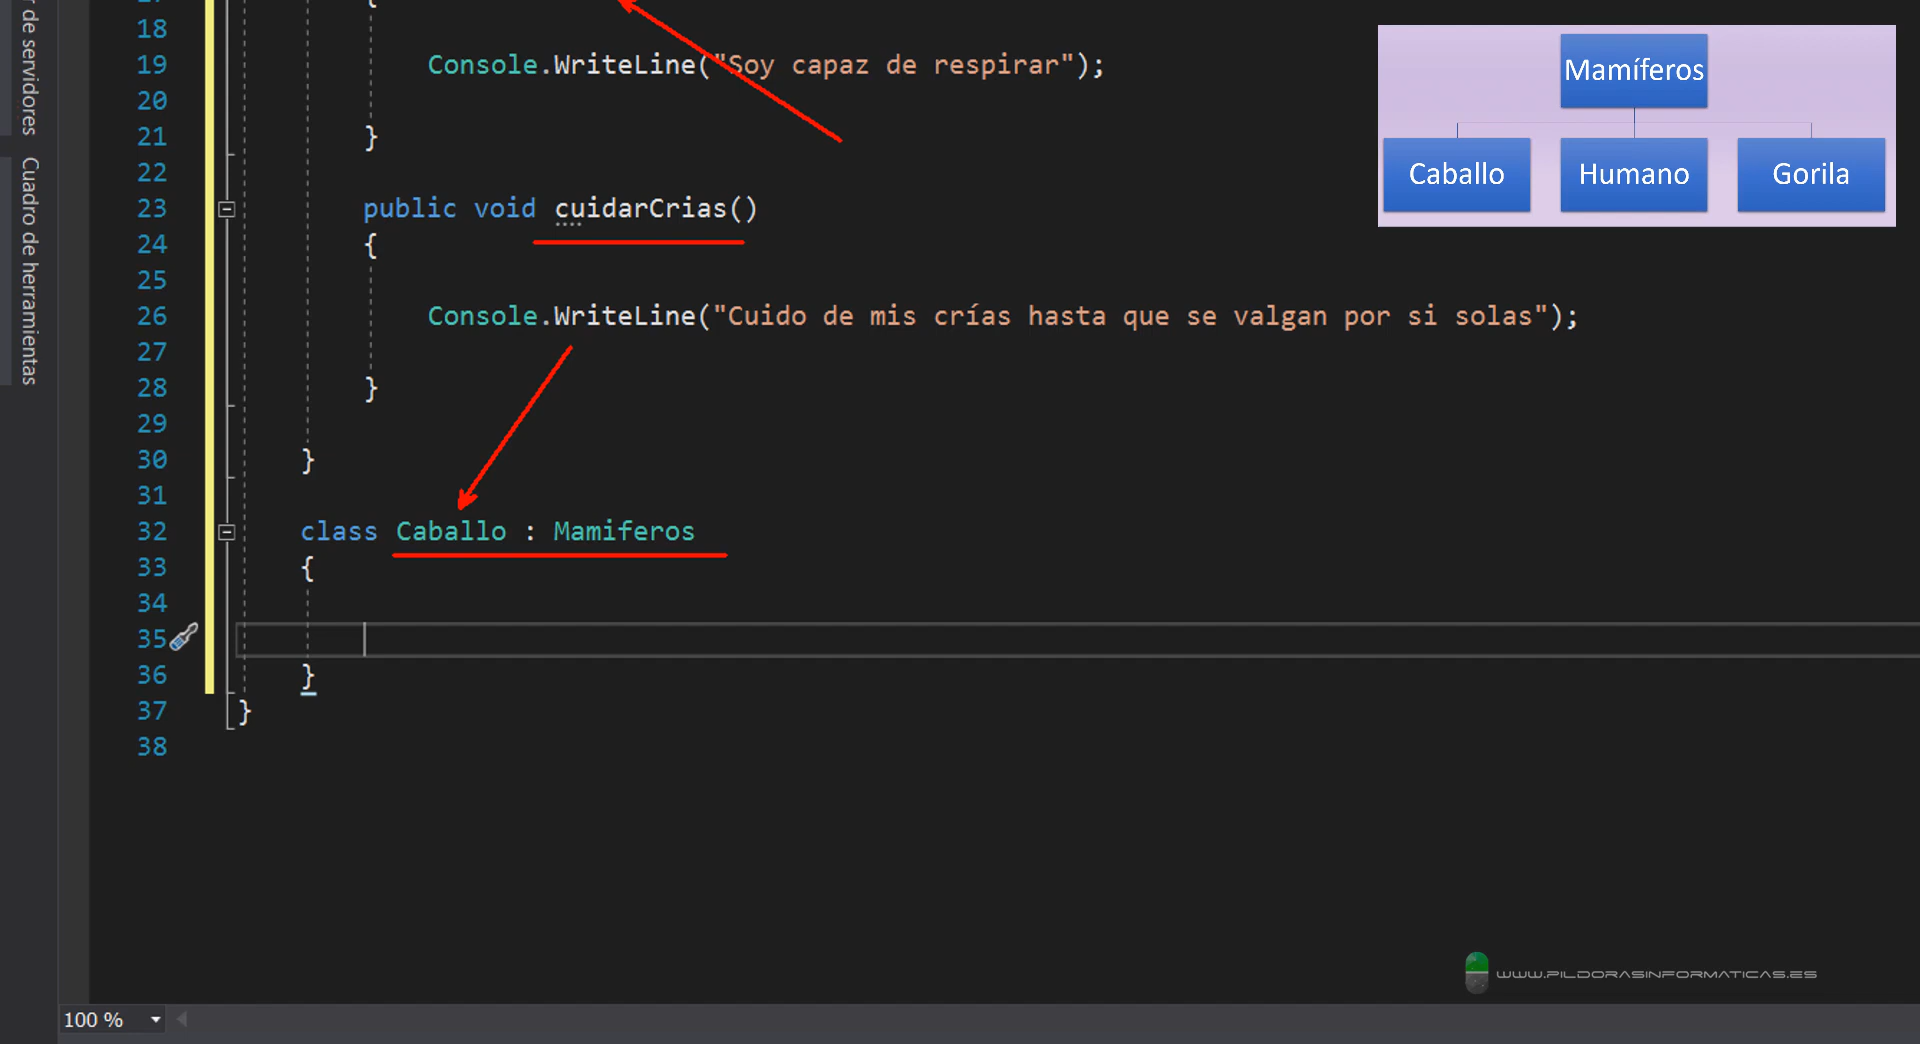 r de servidores
Cuadro de herramientas
{
18
19 Console.WriteLine("Soy capaz de respirar");
20
21 }
22
23 public void cuidarCrias()
24 {
25
26 Console.WriteLine("Cuido de mis crías hasta que se valgan por si solas");
27
28 }
29
30 }
31
32 class Caballo : Mamiferos
33 {
34
35
36 }
37 }
38
Mamíferos
Caballo Humano Gorila
WWW.PILDORASINFORMATICAS.ES
100 %